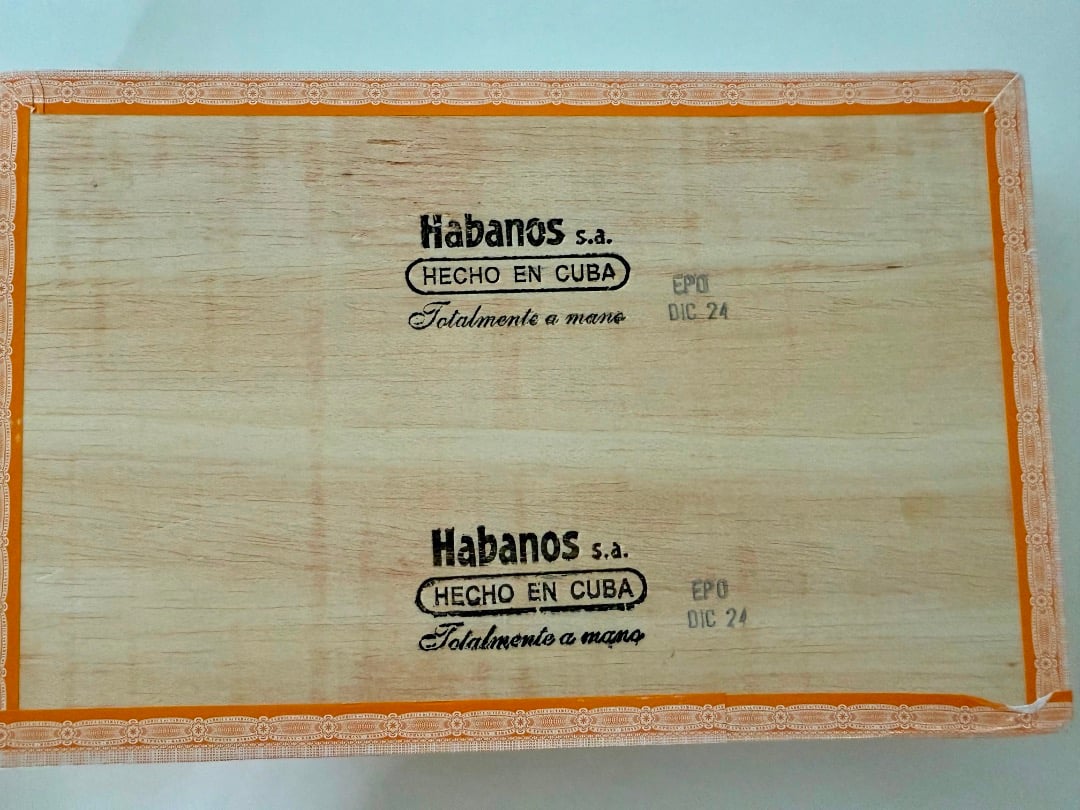 Habanos s.a.
HECHO EN CUBA
Totalmente a mano
EPO
DIC 24
Habanos s.a.
HECHO EN CUBA
Totalmente a mano
EPO
DIC 24